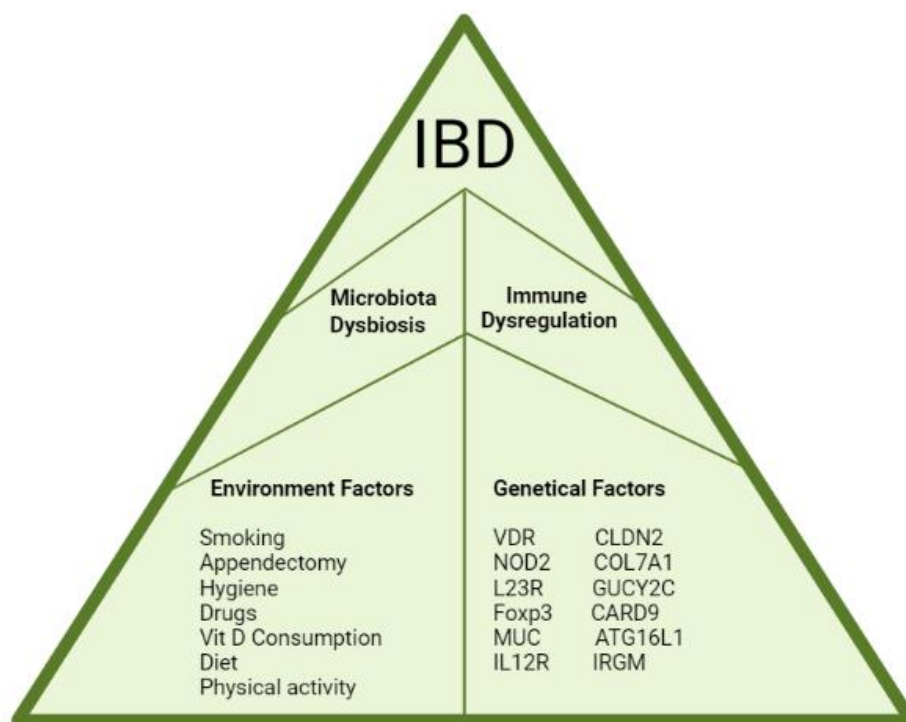 IBD
Microbiota
Dysbiosis
Immune
Dysregulation
Environment Factors
Smoking
Appendectomy
Hygiene
Drugs
Vit D Consumption
Diet
Physical activity
Genetical Factors
VDR CLDN2
NOD2 COL7A1
L23R GUCY2C
Foxp3 CARD9
MUC ATG16L1
IL12R IRGM